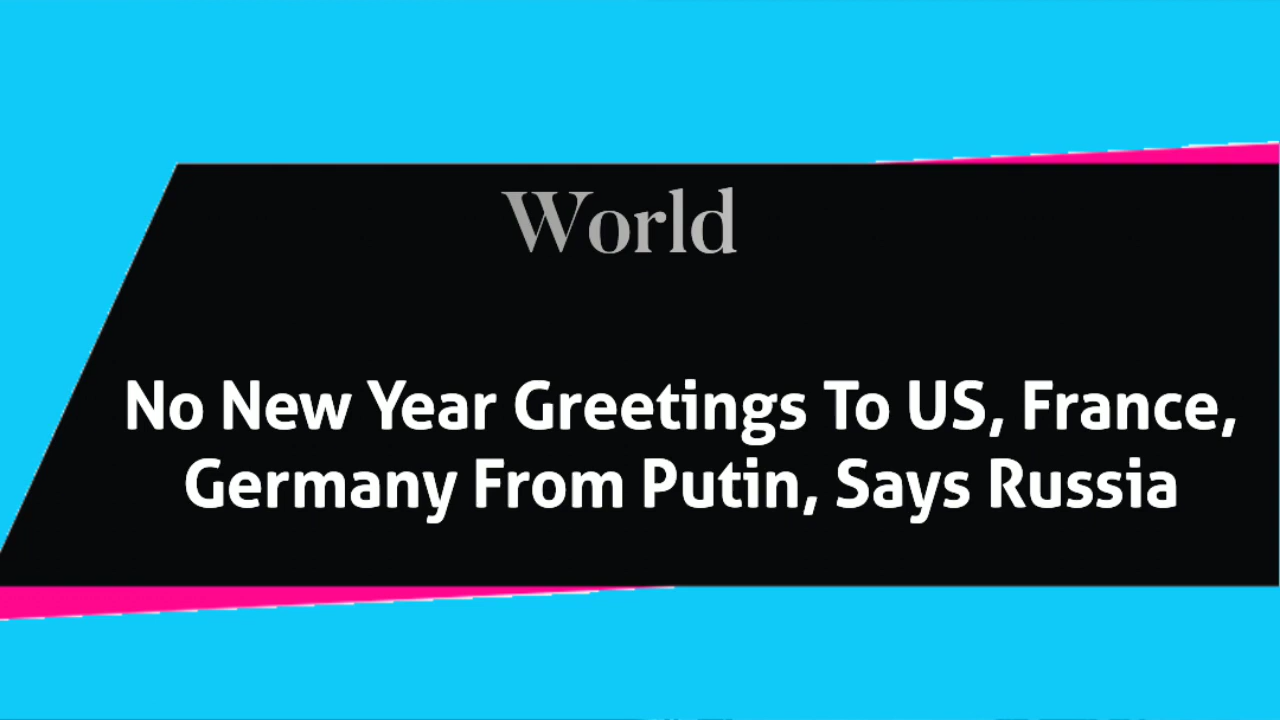 World
No New Year Greetings To US, France,
Germany From Putin, Says Russia